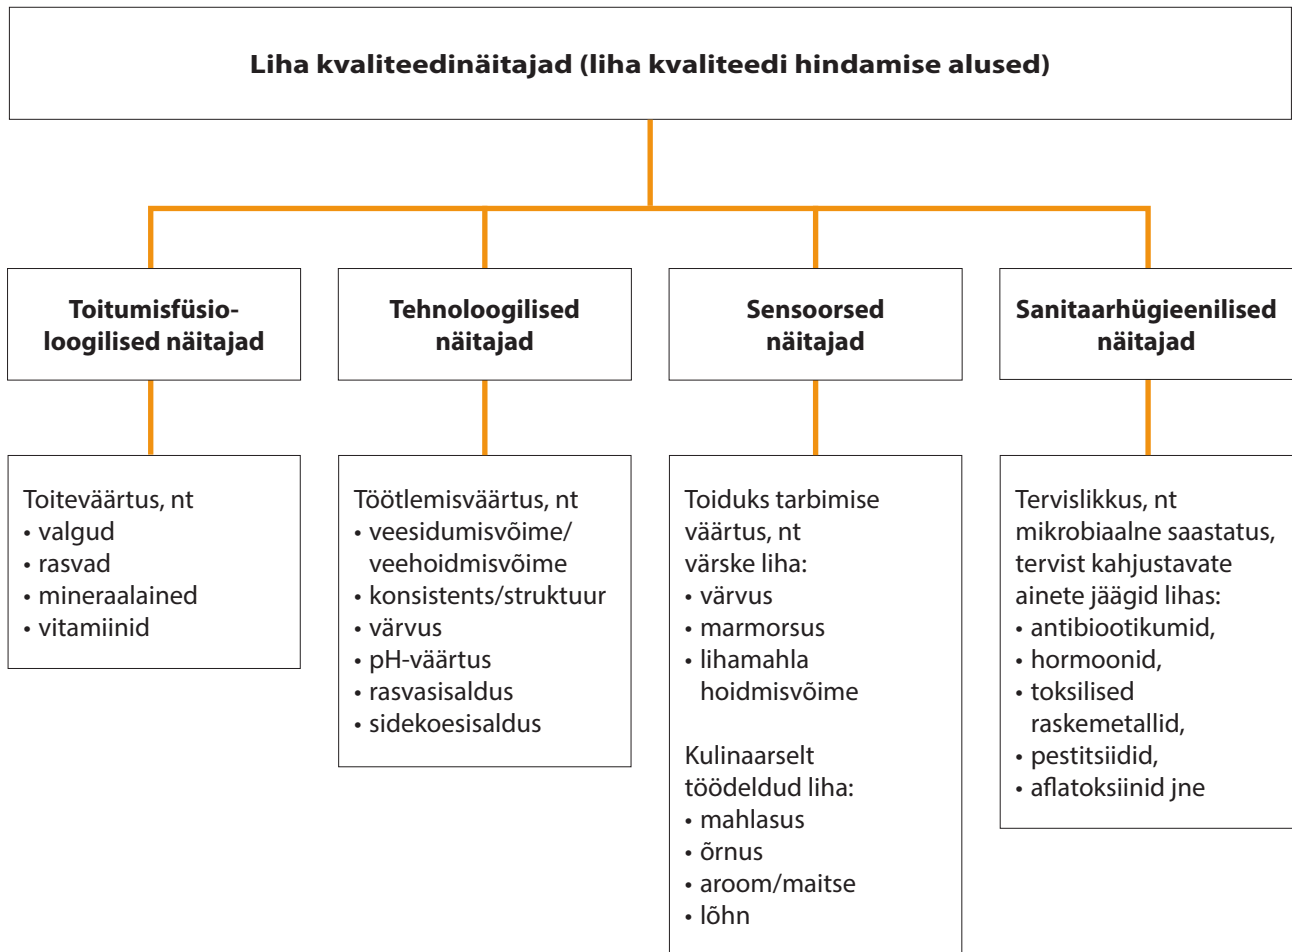 Liha kvaliteedinäitajad (liha kvaliteedi hindamise alused)
Toitumisfüsio-
loogilised näitajad
Tehnoloogilised
näitajad
Sensoorsed
näitajad
Sanitaarhügieenilised
näitajad
Toiteväärtus, nt
• valgud
• rasvad
• mineraalained
• vitamiinid
Töötlemisväärtus, nt
• veesidumisvõime/
veehoidmisvõime
• konsistents/struktuur
• värvus
• pH-väärtus
• rasvasisaldus
• sidekoesisaldus
Toiduks tarbimise
väärtus, nt
värske liha:
• värvus
• marmorsus
• lihamahla
hoidmisvõime
Kulinaarselt
töödeldud liha:
• mahlasus
• õrnus
• aroom/maitse
• lõhn
Tervislikkus, nt
mikrobiaalne saastatus,
tervist kahjustavate
ainete jäägid lihas:
• antibiootikumid,
• hormoonid,
• toksilised
raskemetallid,
• pestitsiidid,
• aflatoksiinid jne